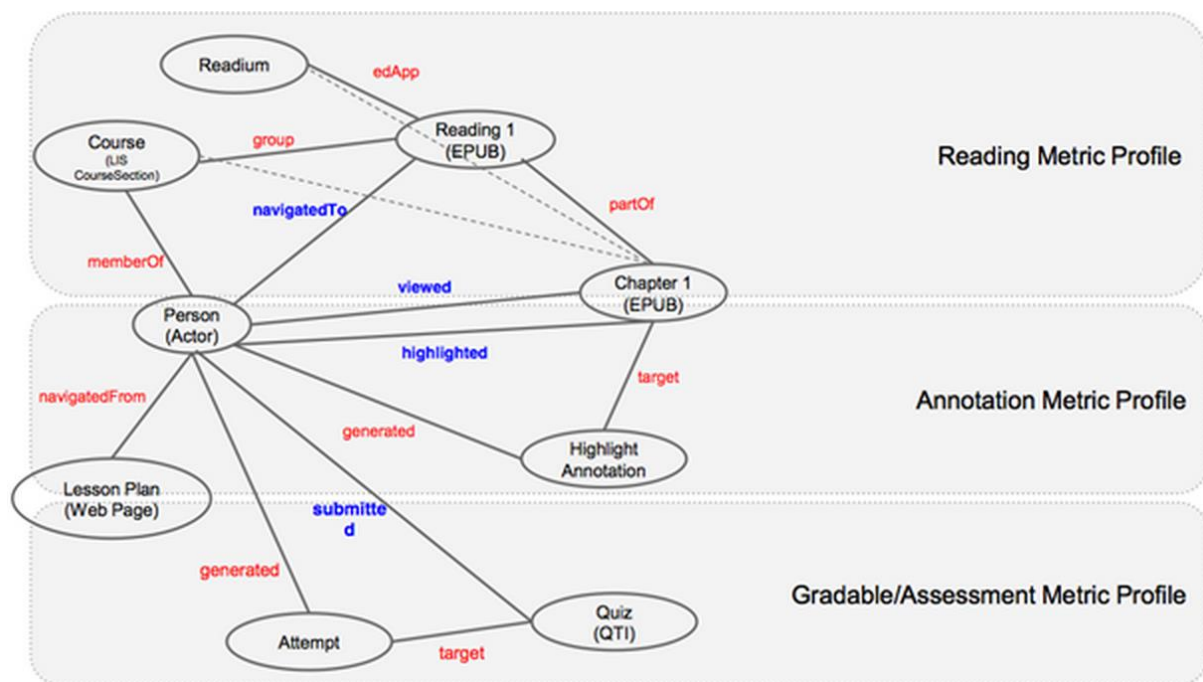 Readium
edApp
Reading 1
(EPUB)
Course
(LIS
CourseSection)
group
Reading Metric Profile
navigatedTo
partOf
memberOf
Chapter 1
(EPUB)
viewed
Person
(Actor)
highlighted
target
navigatedFrom
Annotation Metric Profile
generated
Highlight
Annotation
Lesson Plan
(Web Page)
submitte
d
generated
Gradable/Assessment Metric Profile
Quiz
(QTI)
Attempt
target